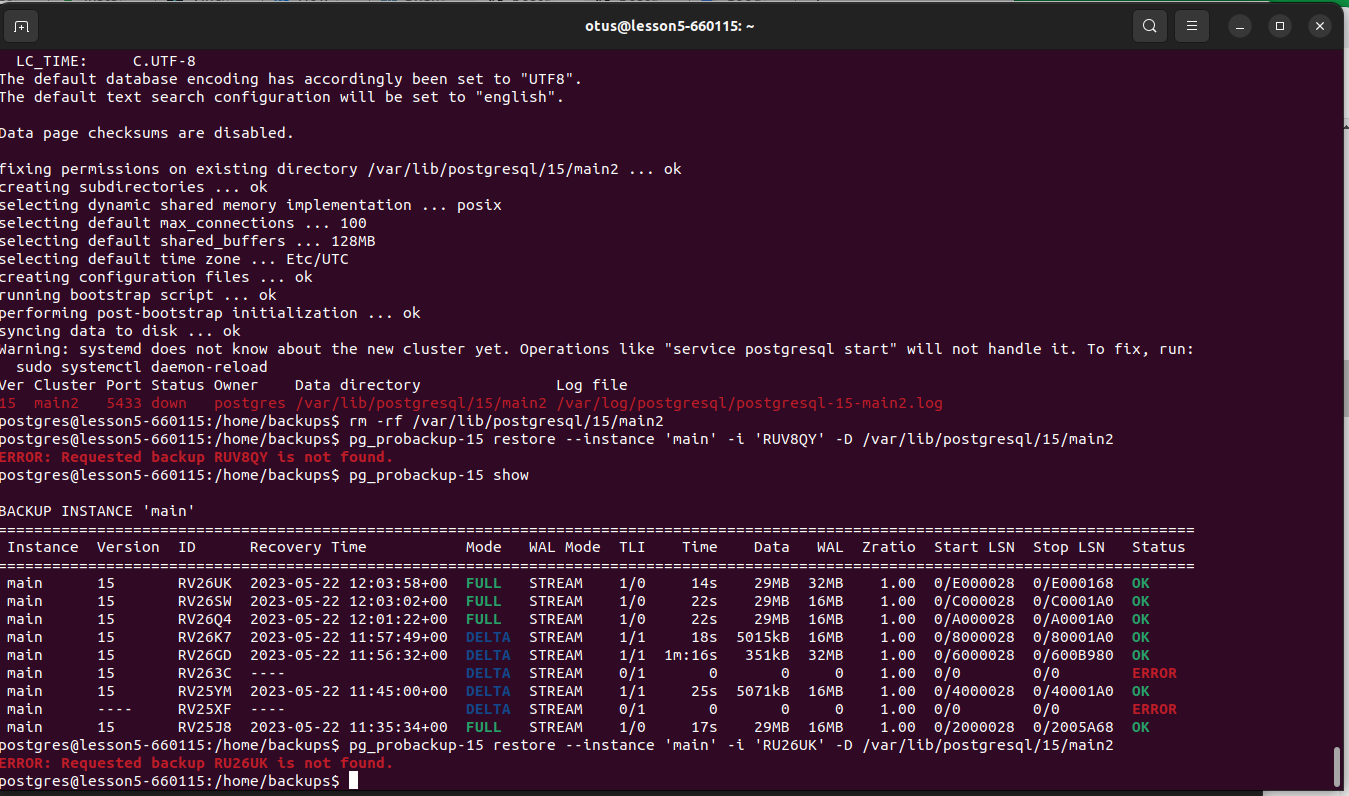 otus@lesson5-660115: ~
LC_TIME: C.UTF-8
The default database encoding has accordingly been set to "UTF8".
The default text search configuration will be set to "english".
Data page checksums are disabled.
fixing permissions on existing directory /var/lib/postgresql/15/main2 ... ok
creating subdirectories ... ok
selecting dynamic shared memory implementation ... posix
selecting default max_connections ... 100
selecting default shared_buffers ... 128MB
selecting default time zone ... Etc/UTC
creating configuration files ... ok
running bootstrap script ... ok
performing post-bootstrap initialization ... ok
syncing data to disk ... ok
Warning: systemd does not know about the new cluster yet. Operations like "service postgresql start" will not handle it. To fix, run:
sudo systemctl daemon-reload
Ver Cluster Port Status Owner Data directory Log file
15 main2 5433 down postgres /var/lib/postgresql/15/main2 /var/log/postgresql/postgresql-15-main2.log
postgres@lesson5-660115:/home/backups$ rm -rf /var/lib/postgresql/15/main2
postgres@lesson5-660115:/home/backups$ pg_probackup-15 restore --instance 'main' -i 'RUV8QY' -D /var/lib/postgresql/15/main2
ERROR: Requested backup RUV8QY is not found.
postgres@lesson5-660115:/home/backups$ pg_probackup-15 show
BACKUP INSTANCE 'main'
Instance Version ID Recovery Time Mode WAL Mode TLI Time Data WAL Zratio Start LSN Stop LSN Status
main 15 RV26UK 2023-05-22 12:03:58+00 FULL STREAM 1/0 14s 29MB 32MB 1.00 0/E000028 0/E000168 OK
main 15 RV26SW 2023-05-22 12:03:02+00 FULL STREAM 1/0 22s 29MB 16MB 1.00 0/C000028 0/C0001A0 OK
main 15 RV26Q4 2023-05-22 12:01:22+00 FULL STREAM 1/0 22s 29MB 16MB 1.00 0/A000028 0/A0001A0 OK
main 15 RV26K7 2023-05-22 11:57:49+00 DELTA STREAM 1/1 18s 5015kB 16MB 1.00 0/8000028 0/80001A0 OK
main 15 RV26GD 2023-05-22 11:56:32+00 DELTA STREAM 1/1 1m:16s 351kB 32MB 1.00 0/6000028 0/600B980 OK
main 15 RV263C ---- DELTA STREAM 0/1 0 0 0 1.00 0/0 0/0 ERROR
main 15 RV25YM 2023-05-22 11:45:00+00 DELTA STREAM 1/1 25s 5071kB 16MB 1.00 0/4000028 0/40001A0 OK
main ---- RV25XF ---- DELTA STREAM 0/1 0 0 0 1.00 0/0 0/0 ERROR
main 15 RV25J8 2023-05-22 11:35:34+00 FULL STREAM 1/0 17s 29MB 16MB 1.00 0/2000028 0/2005A68 OK
postgres@lesson5-660115:/home/backups$ pg_probackup-15 restore --instance 'main' -i 'RU26UK' -D /var/lib/postgresql/15/main2
ERROR: Requested backup RU26UK is not found.
postgres@lesson5-660115:/home/backups$